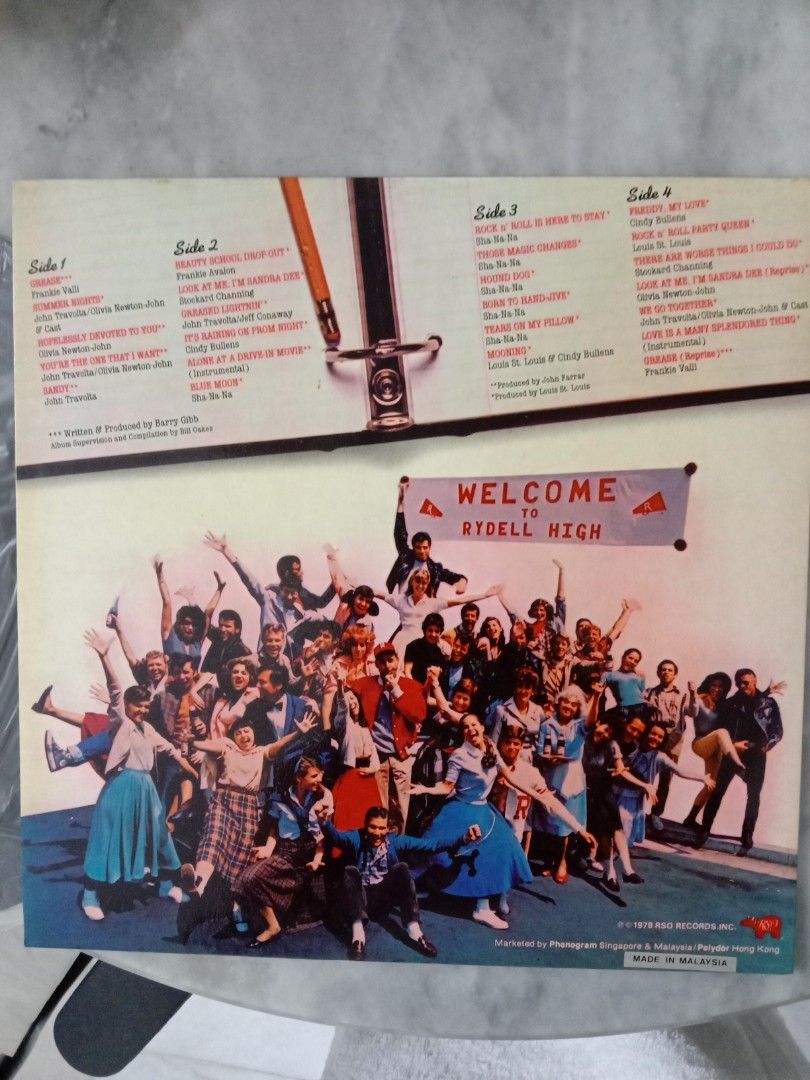 Side 1
GREASE***
Frankie Valli
SUMMER NIGHTS*
John Travolta/Olivia Newton-John
& Cast
HOPELESSLY DEVOTED TO YOU**
Olivia Newton-John
YOU'RE THE ONE THAT I WANT**
John Travolta/Olivia Newton-John
SANDY**
John Travolta
*** Written & Produced by Barry Gibb
Album Supervision and Compilation by Bill Oakes
Side 2
BEAUTY SCHOOL DROP-OUT*
Frankie Avalon
LOOK AT ME, I'M SANDRA DEE*
Stockard Channing
GREASED LIGHTNIN'*
John Travolta/Jeff Conaway
IT'S RAINING ON PROM NIGHT*
Cindy Bullens
ALONE AT A DRIVE-IN MOVIE**
(Instrumental)
BLUE MOON*
Sha-Na-Na
Side 3
ROCK n' ROLL IS HERE TO STAY*
Sha-Na-Na
THOSE MAGIC CHANGES*
Sha-Na-Na
HOUND DOG*
Sha-Na-Na
BORN TO HAND-JIVE*
Sha-Na-Na
TEARS ON MY PILLOW*
Sha-Na-Na
MOONING*
Louis St. Louis & Cindy Bullens
**Produced by John Farrar
*Produced by Louis St. Louis
Side 4
FREDDY, MY LOVE*
Cindy Bullens
ROCK n' ROLL PARTY QUEEN*
Louis St. Louis
THERE ARE WORSE THINGS I COULD DO*
Stockard Channing
LOOK AT ME, I'M SANDRA DEE (Reprise)*
Olivia Newton-John
WE GO TOGETHER*
John Travolta/Olivia Newton-John & Cast
LOVE IS A MANY SPLENDORED THING*
(Instrumental)
GREASE (Reprise)***
Frankie Valli
WELCOME
TO
RYDELL HIGH
R
R
R
℗ © 1978 RSO RECORDS.INC.
RSO
Marketed by Phonogram Singapore & Malaysia/Polydor Hong Kong
MADE IN MALAYSIA